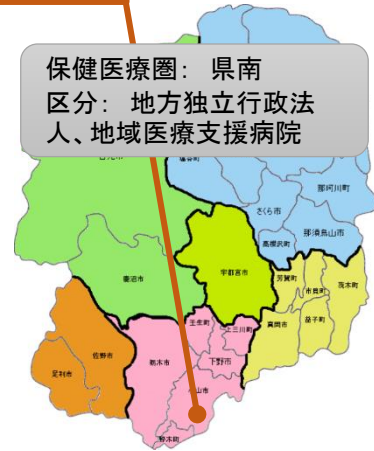 保健医療圏： 県南
区分： 地方独立行政法
人、地域医療支援病院
那珂川町
さくら市
那須烏山市
高根沢町
宇都宮市
芳賀町
市貝町
茂木町
鹿沼市
真岡市
益子町
壬生町
上三川町
下野市
佐野市
栃木市
足利市
野木町